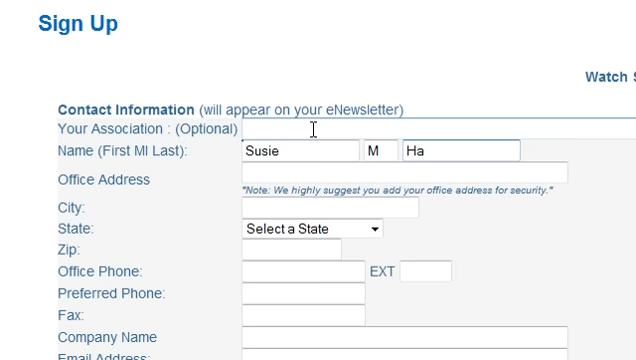 Sign Up
Watch
Contact Information (will appear on your eNewsletter)
Your Association : (Optional)
Name (First MI Last): Susie M Ha
Office Address
"Note: We highly suggest you add your office address for security."
City:
State: Select a State
Zip:
Office Phone: EXT
Preferred Phone:
Fax:
Company Name
Email Address: